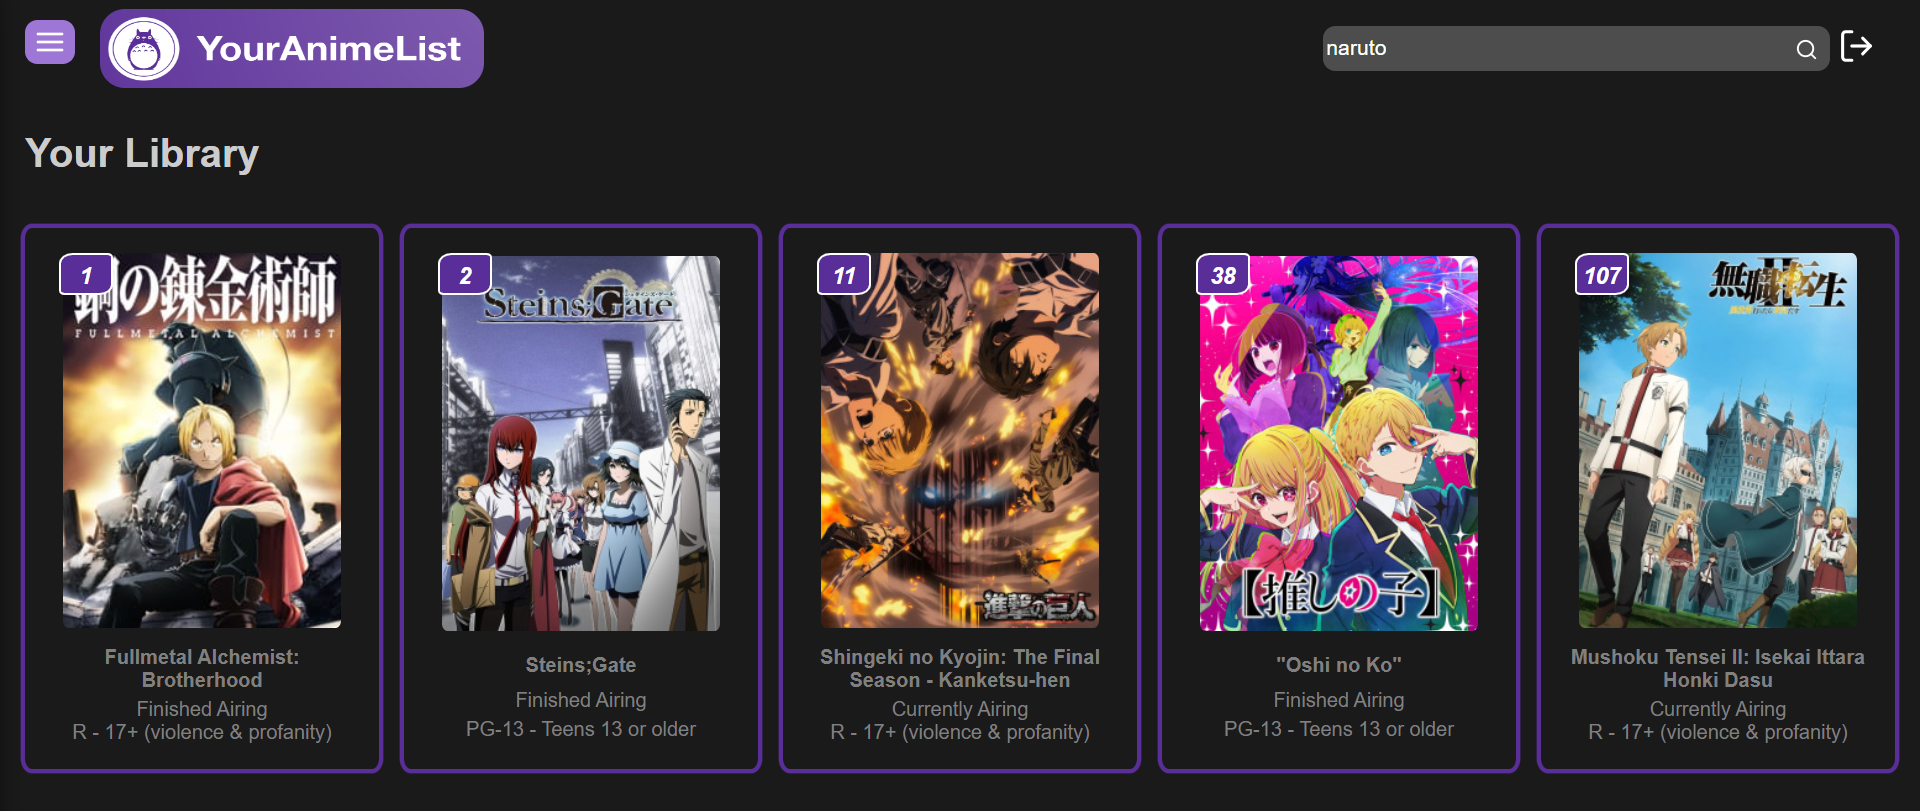 YourAnimeList
naruto
Your Library
1
鋼の錬金術師
FULLMETAL ALCHEMIST
Fullmetal Alchemist:
Brotherhood
Finished Airing
R - 17+ (violence & profanity)
2
Steins;Gate
Steins;Gate
Finished Airing
PG-13 - Teens 13 or older
11
進撃の巨人
Shingeki no Kyojin: The Final
Season - Kanketsu-hen
Currently Airing
R - 17+ (violence & profanity)
38
【推しの子】
"Oshi no Ko"
Finished Airing
PG-13 - Teens 13 or older
107
無職転生
II
Mushoku Tensei II: Isekai Ittara
Honki Dasu
Currently Airing
R - 17+ (violence & profanity)